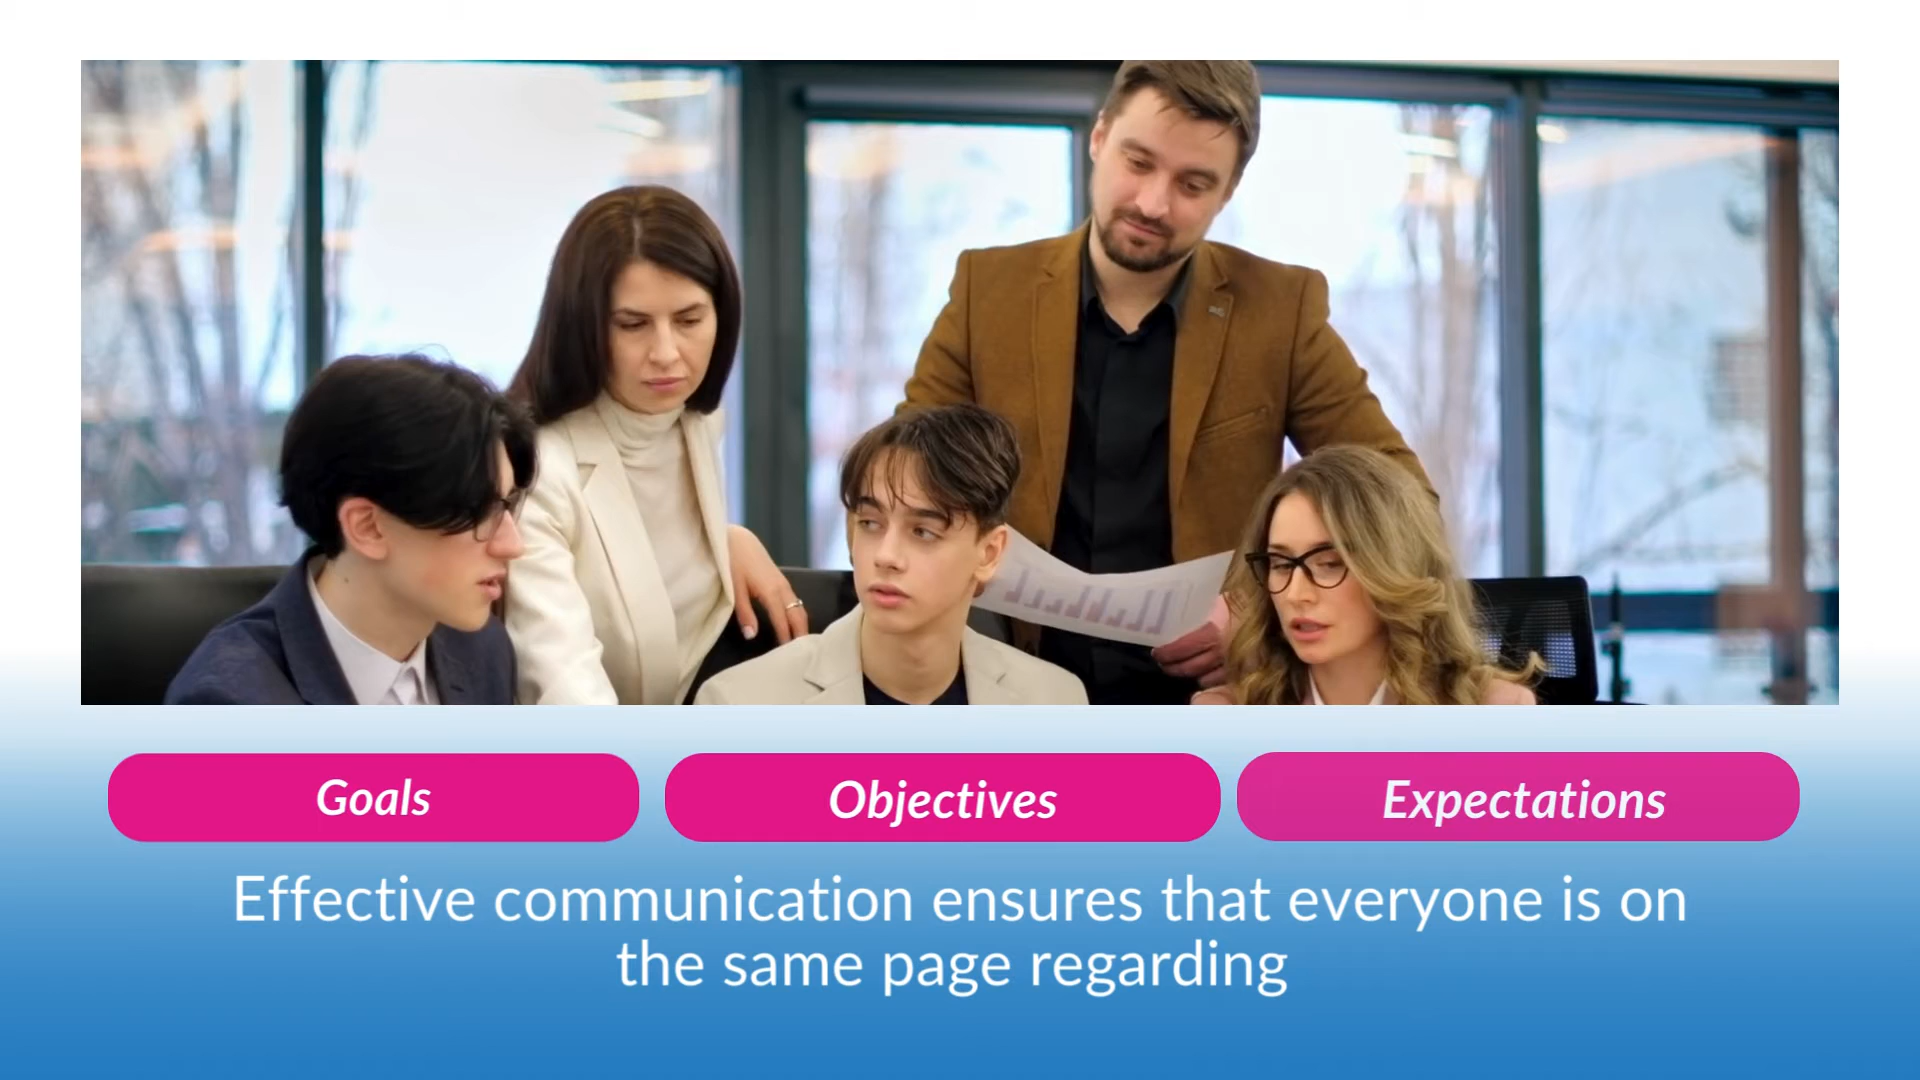 Goals
Objectives
Expectations
Effective communication ensures that everyone is on
the same page regarding